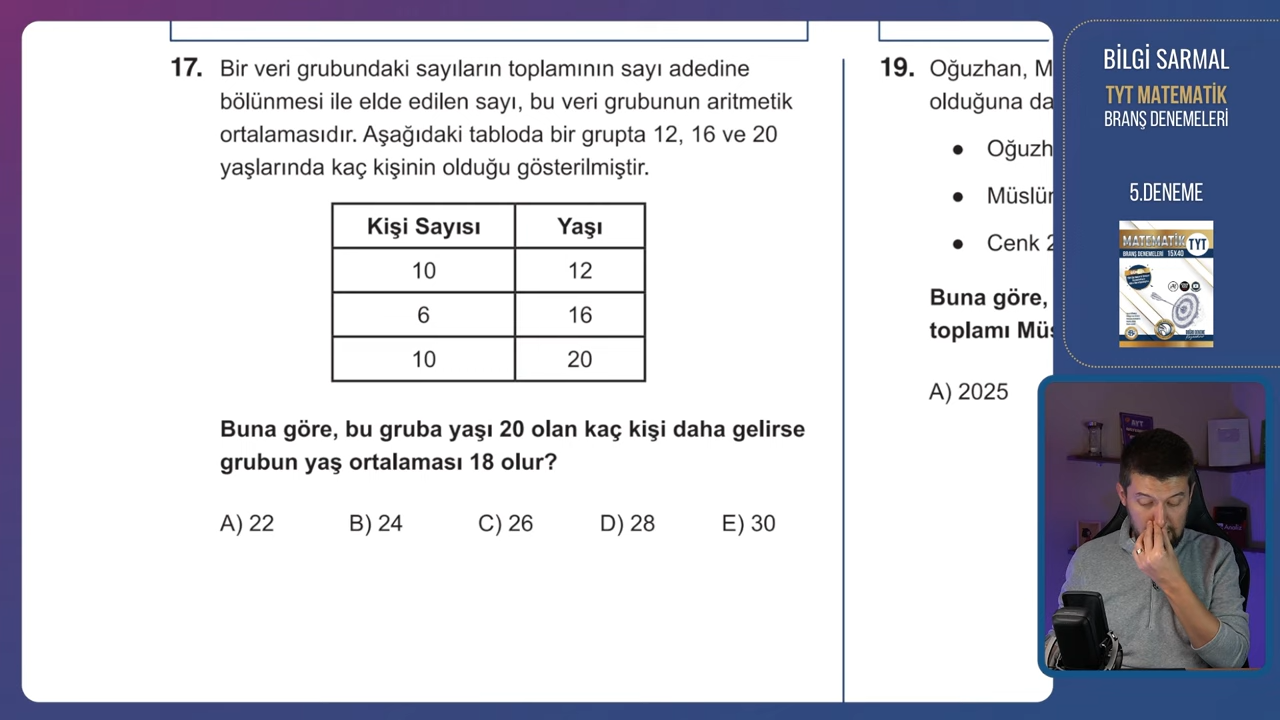 17. Bir veri grubundaki sayıların toplamının sayı adedine
bölünmesi ile elde edilen sayı, bu veri grubunun aritmetik
ortalamasıdır. Aşağıdaki tabloda bir grupta 12, 16 ve 20
yaşlarında kaç kişinin olduğu gösterilmiştir.
Kişi Sayısı Yaşı
10 12
6 16
10 20
Buna göre, bu gruba yaşı 20 olan kaç kişi daha gelirse
grubun yaş ortalaması 18 olur?
A) 22 B) 24 C) 26 D) 28 E) 30
19. Oğuzhan, M
olduğuna da
• Oğuzh
• Müslü
• Cenk 2
Buna göre,
toplamı Müs
A) 2025
BİLGİ SARMAL
TYT MATEMATİK
BRANŞ DENEMELERİ
5.DENEME
MATEMATİK TYT
BRANŞ DENEMELERİ 15X40